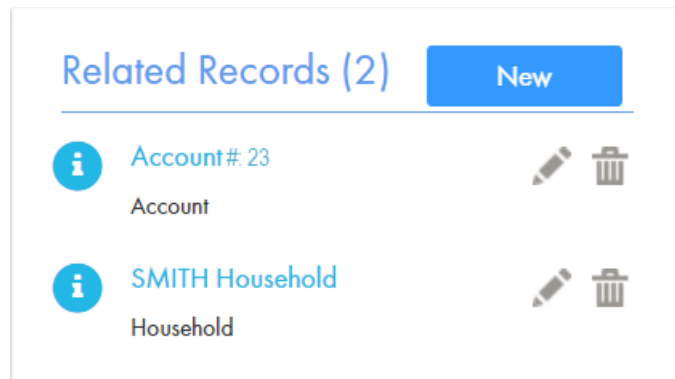 Related Records (2)
New
Account #: 23
Account
SMITH Household
Household